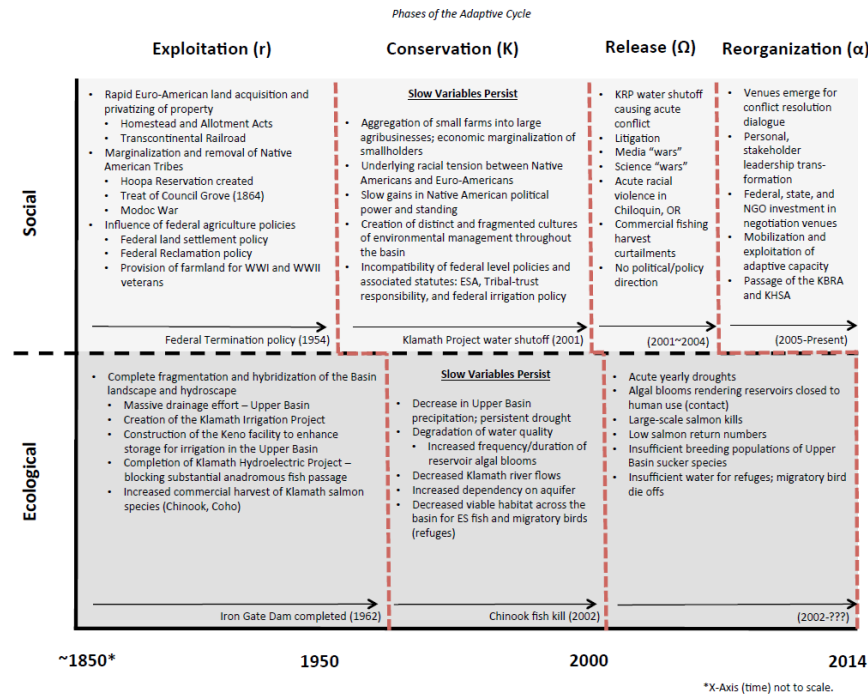 Phases of the Adaptive Cycle
Exploitation (r)
Conservation (K)
Release (Ω)
Reorganization (α)
Social
• Rapid Euro-American land acquisition and
privatizing of property
• Homestead and Allotment Acts
• Transcontinental Railroad
• Marginalization and removal of Native
American Tribes
• Hoopa Reservation created
• Treat of Council Grove (1864)
• Modoc War
• Influence of federal agriculture policies
• Federal land settlement policy
• Federal Reclamation policy
• Provision of farmland for WWI and WWII
veterans
Federal Termination policy (1954)
Slow Variables Persist
• Aggregation of small farms into large
agribusinesses; economic marginalization of
smallholders
• Underlying racial tension between Native
Americans and Euro-Americans
• Slow gains in Native American political
power and standing
• Creation of distinct and fragmented cultures
of environmental management throughout
the basin
• Incompatibility of federal level policies and
associated statutes: ESA, Tribal-trust
responsibility, and federal irrigation policy
Klamath Project water shutoff (2001)
• KRP water shutoff
causing acute
conflict
• Litigation
• Media “wars”
• Science “wars”
• Acute racial
violence in
Chiloquin, OR
• Commercial fishing
harvest
curtailments
• No political/policy
direction
(2001~2004)
• Venues emerge for
conflict resolution
dialogue
• Personal,
stakeholder
leadership trans-
formation
• Federal, state, and
NGO investment in
negotiation venues
• Mobilization and
exploitation of
adaptive capacity
• Passage of the KBRA
and KHSA
(2005-Present)
Ecological
• Complete fragmentation and hybridization of the Basin
landscape and hydroscape
• Massive drainage effort – Upper Basin
• Creation of the Klamath Irrigation Project
• Construction of the Keno facility to enhance
storage for irrigation in the Upper Basin
• Completion of Klamath Hydroelectric Project –
blocking substantial anadromous fish passage
• Increased commercial harvest of Klamath salmon
species (Chinook, Coho)
Iron Gate Dam completed (1962)
Slow Variables Persist
• Decrease in Upper Basin
precipitation; persistent drought
• Degradation of water quality
• Increased frequency/duration of
reservoir algal blooms
• Decreased Klamath river flows
• Increased dependency on aquifer
• Decreased viable habitat across the
basin for ES fish and migratory birds
(refuges)
Chinook fish kill (2002)
• Acute yearly droughts
• Algal blooms rendering reservoirs closed to
human use (contact)
• Large-scale salmon kills
• Low salmon return numbers
• Insufficient breeding populations of Upper
Basin sucker species
• Insufficient water for refuges; migratory bird
die offs
(2002-???)
~1850*
1950
2000
2014
*X-Axis (time) not to scale.